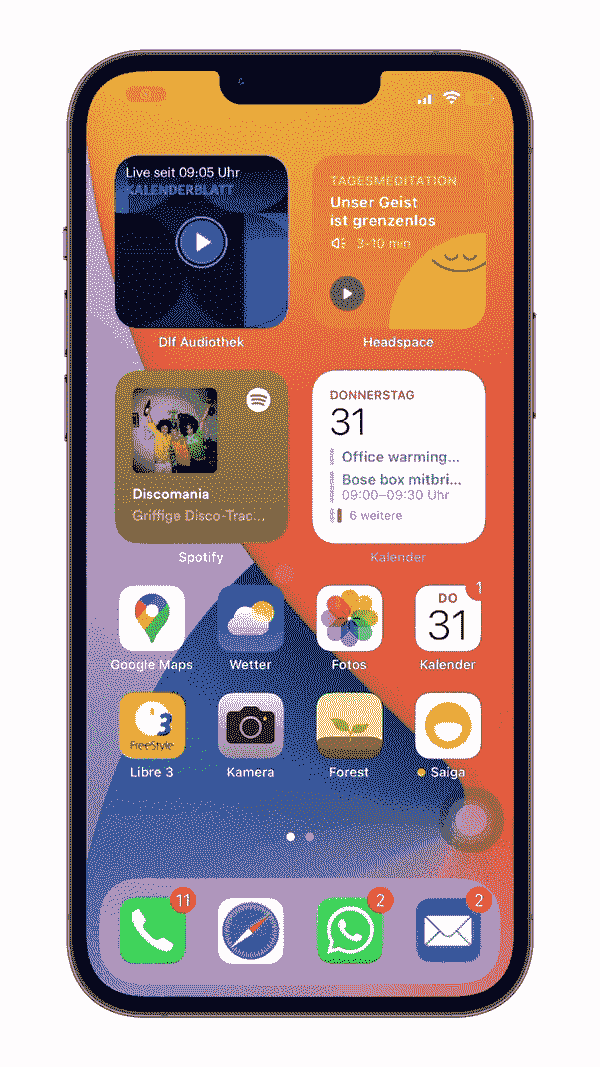 Live seit 09:05 Uhr
KALENDERBLATT
Dlf Audiothek
TAGESMEDITATION
Unser Geist
ist grenzenlos
3-10 min
Headspace
Discomania
Griffige Disco-Trac...
Spotify
DONNERSTAG
31
Office warming...
Bose box mitbri...
09:00–09:30 Uhr
6 weitere
Kalender
Google Maps
Wetter
Fotos
DO
31
1
Kalender
3
FreeStyle
Libre 3
Kamera
Forest
Saiga
11
2
2